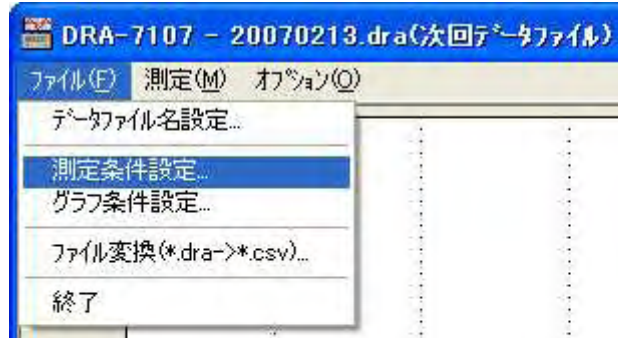 DRA-7107 - 20070213.dra(次回ﾃﾞｰﾀﾌｧｲﾙ)
ﾌｧｲﾙ(F) 測定(M) ｵﾌﾟｼｮﾝ(O)
ﾃﾞｰﾀﾌｧｲﾙ名設定...
測定条件設定...
グラフ条件設定...
ﾌｧｲﾙ変換(*.dra->*.csv)...
終了